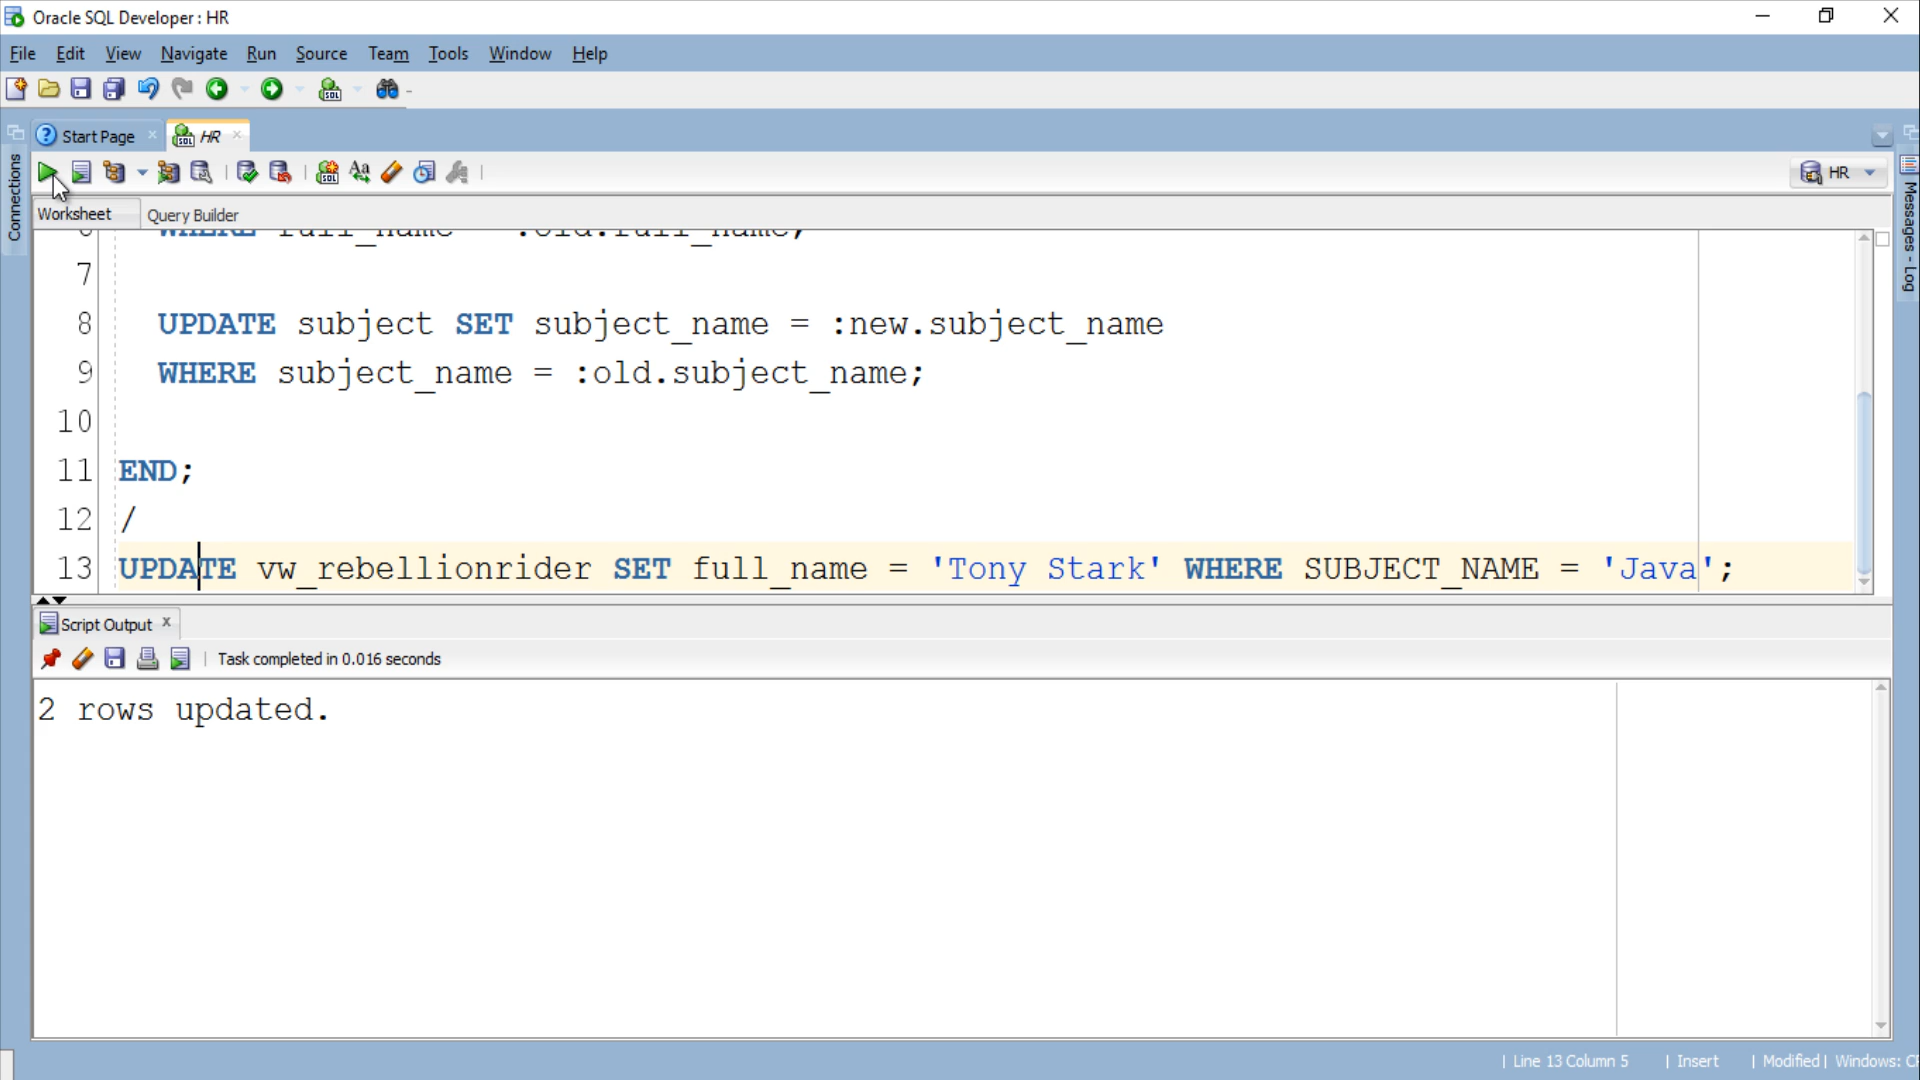 Oracle SQL Developer : HR
File Edit View Navigate Run Source Team Tools Window Help
Start Page
HR
HR
Connections
Messages - Log
Worksheet
Query Builder
7
8 UPDATE subject SET subject_name = :new.subject_name
9 WHERE subject_name = :old.subject_name;
10
11 END;
12 /
13 UPDATE vw_rebellionrider SET full_name = 'Tony Stark' WHERE SUBJECT_NAME = 'Java';
Script Output
Task completed in 0.016 seconds
2 rows updated.
| Line 13 Column 5 | Insert | Modified | Windows: